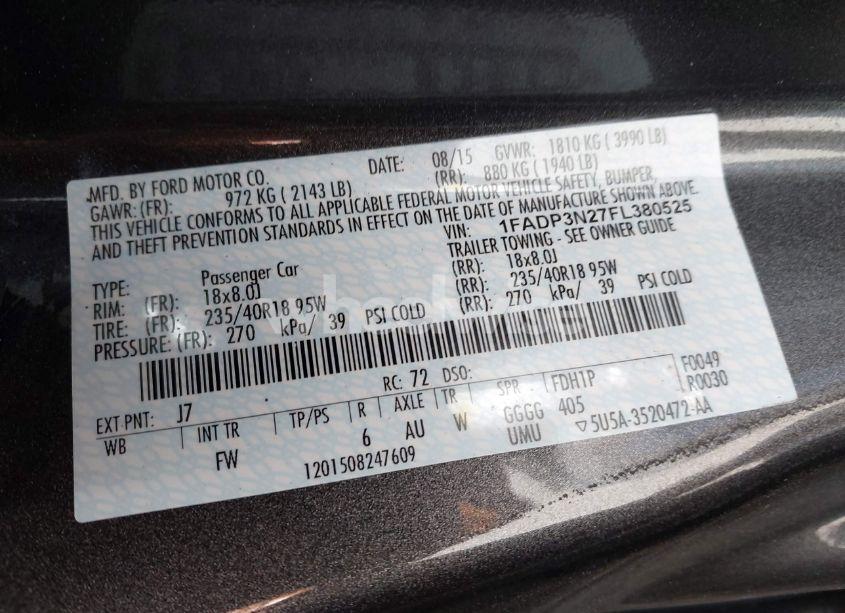 MFD. BY FORD MOTOR CO. DATE: 08/15 GVWR: 1810 KG ( 3990 LB)
GAWR: (FR): 972 KG ( 2143 LB) (RR): 880 KG ( 1940 LB)
THIS VEHICLE CONFORMS TO ALL APPLICABLE FEDERAL MOTOR VEHICLE SAFETY, BUMPER,
AND THEFT PREVENTION STANDARDS IN EFFECT ON THE DATE OF MANUFACTURE SHOWN ABOVE.
VIN: 1FADP3N27FL380525
TYPE: Passenger Car TRAILER TOWING - SEE OWNER GUIDE
RIM: (FR): 18x8.0J (RR): 18x8.0J
TIRE: (FR): 235/40R18 95W (RR): 235/40R18 95W
PRESSURE: (FR): 270 kPa/ 39 PSI COLD (RR): 270 kPa/ 39 PSI COLD
EXT PNT: J7 RC: 72 DSO: FDH1P F0049
WB INT TR TP/PS R AXLE TR SPR 405 R0030
FW 6 AU W GGGG ▽5U5A-3520472-AA
UMU
1201508247609